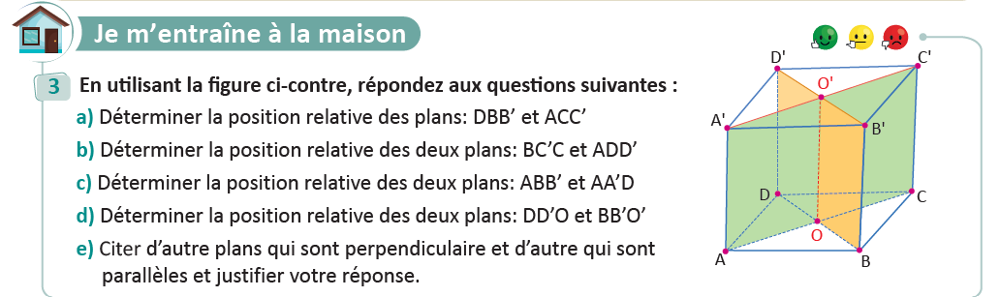 Je m’entraîne à la maison
3 En utilisant la figure ci-contre, répondez aux questions suivantes :
a) Déterminer la position relative des plans: DBB’ et ACC’
b) Déterminer la position relative des deux plans: BC’C et ADD’
c) Déterminer la position relative des deux plans: ABB’ et AA’D
d) Déterminer la position relative des deux plans: DD’O et BB’O’
e) Citer d’autre plans qui sont perpendiculaire et d’autre qui sont
parallèles et justifier votre réponse.
D'
C'
O'
A'
B'
D
C
O
A
B